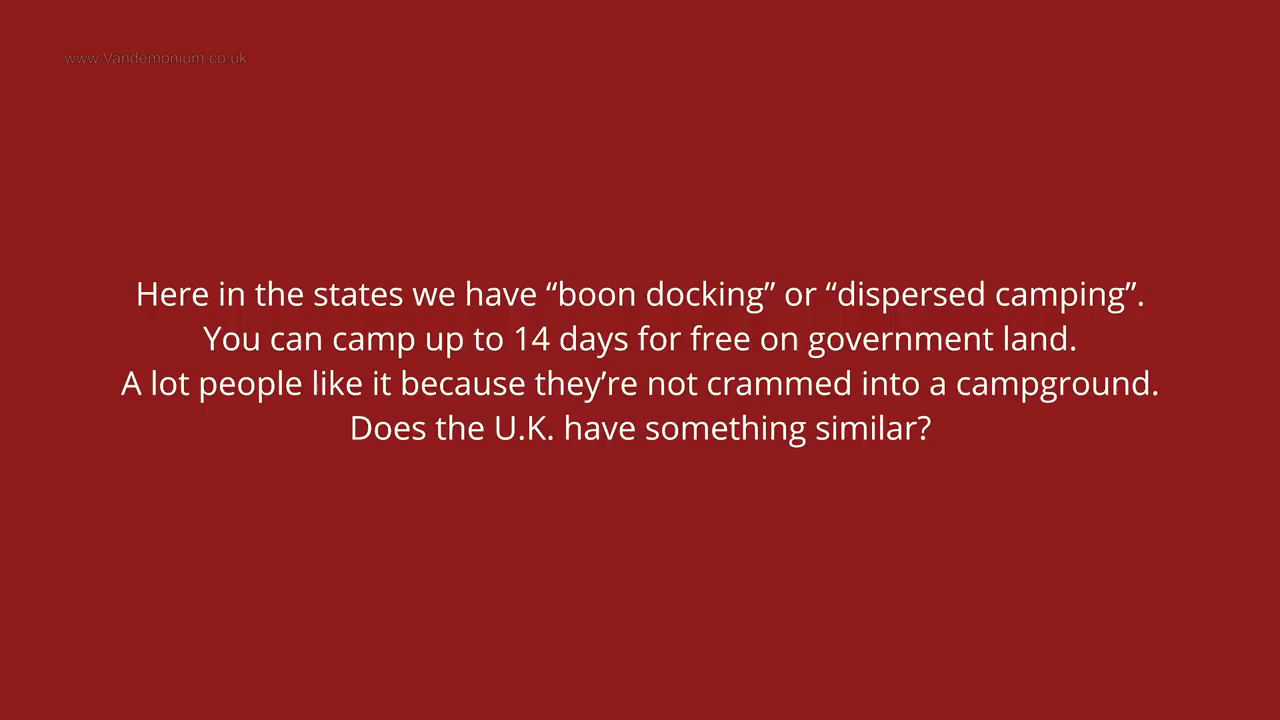 www.Vandemonium.co.uk
Here in the states we have “boon docking” or “dispersed camping”.
You can camp up to 14 days for free on government land.
A lot people like it because they’re not crammed into a campground.
Does the U.K. have something similar?